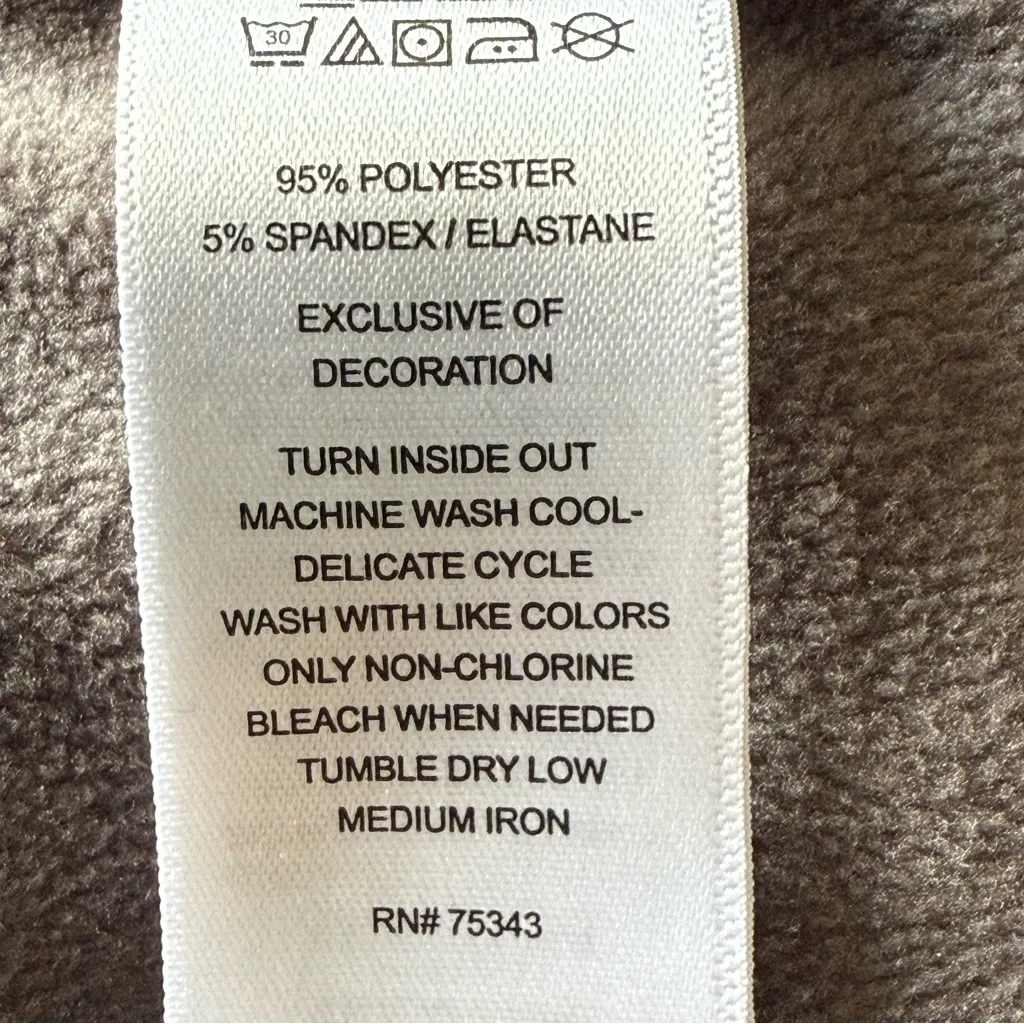 30
95% POLYESTER
5% SPANDEX / ELASTANE
EXCLUSIVE OF
DECORATION
TURN INSIDE OUT
MACHINE WASH COOL-
DELICATE CYCLE
WASH WITH LIKE COLORS
ONLY NON-CHLORINE
BLEACH WHEN NEEDED
TUMBLE DRY LOW
MEDIUM IRON
RN# 75343